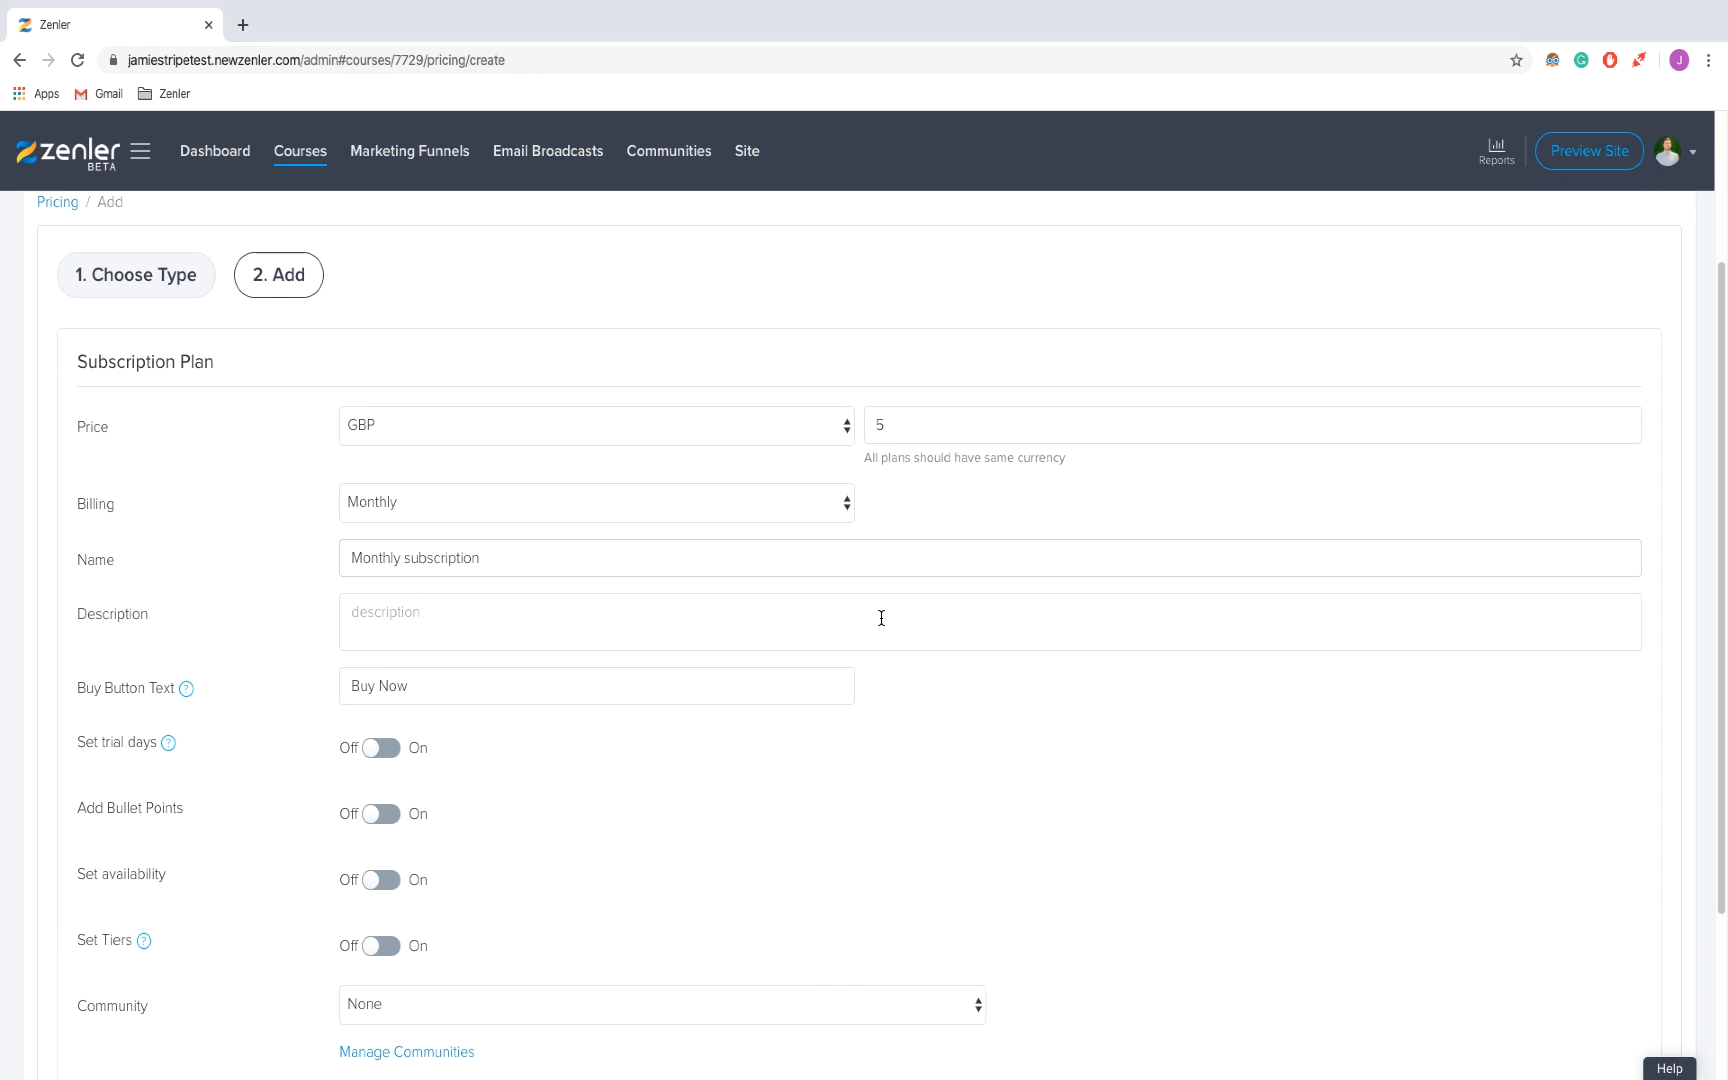 Zenler
jamiestripetest.newzenler.com/admin#courses/7729/pricing/create
J
Apps Gmail Zenler
zenler BETA Dashboard Courses Marketing Funnels Email Broadcasts Communities Site Reports Preview Site
Pricing / Add
1. Choose Type 2. Add
Subscription Plan
Price GBP 5
All plans should have same currency
Billing Monthly
Name Monthly subscription
Description description
Buy Button Text ? Buy Now
Set trial days ? Off On
Add Bullet Points Off On
Set availability Off On
Set Tiers ? Off On
Community None
Manage Communities
Help